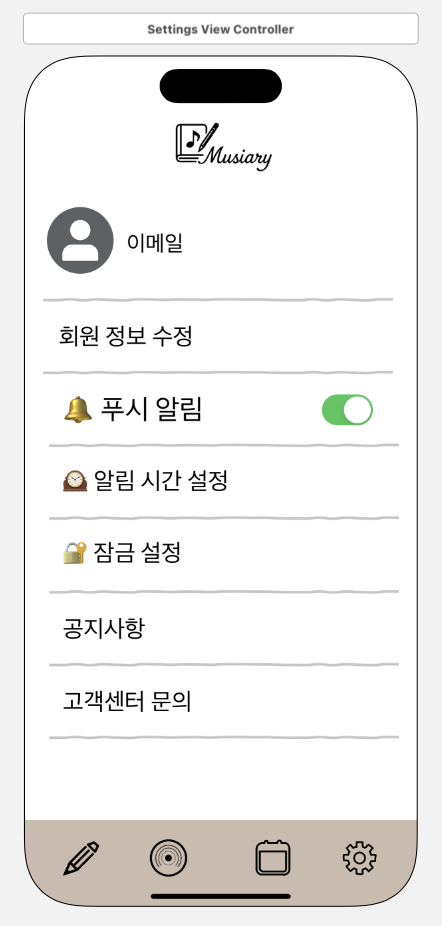 Settings View Controller
Musiary
이메일
회원 정보 수정
🔔 푸시 알림
🕰️ 알림 시간 설정
🔐 잠금 설정
공지사항
고객센터 문의